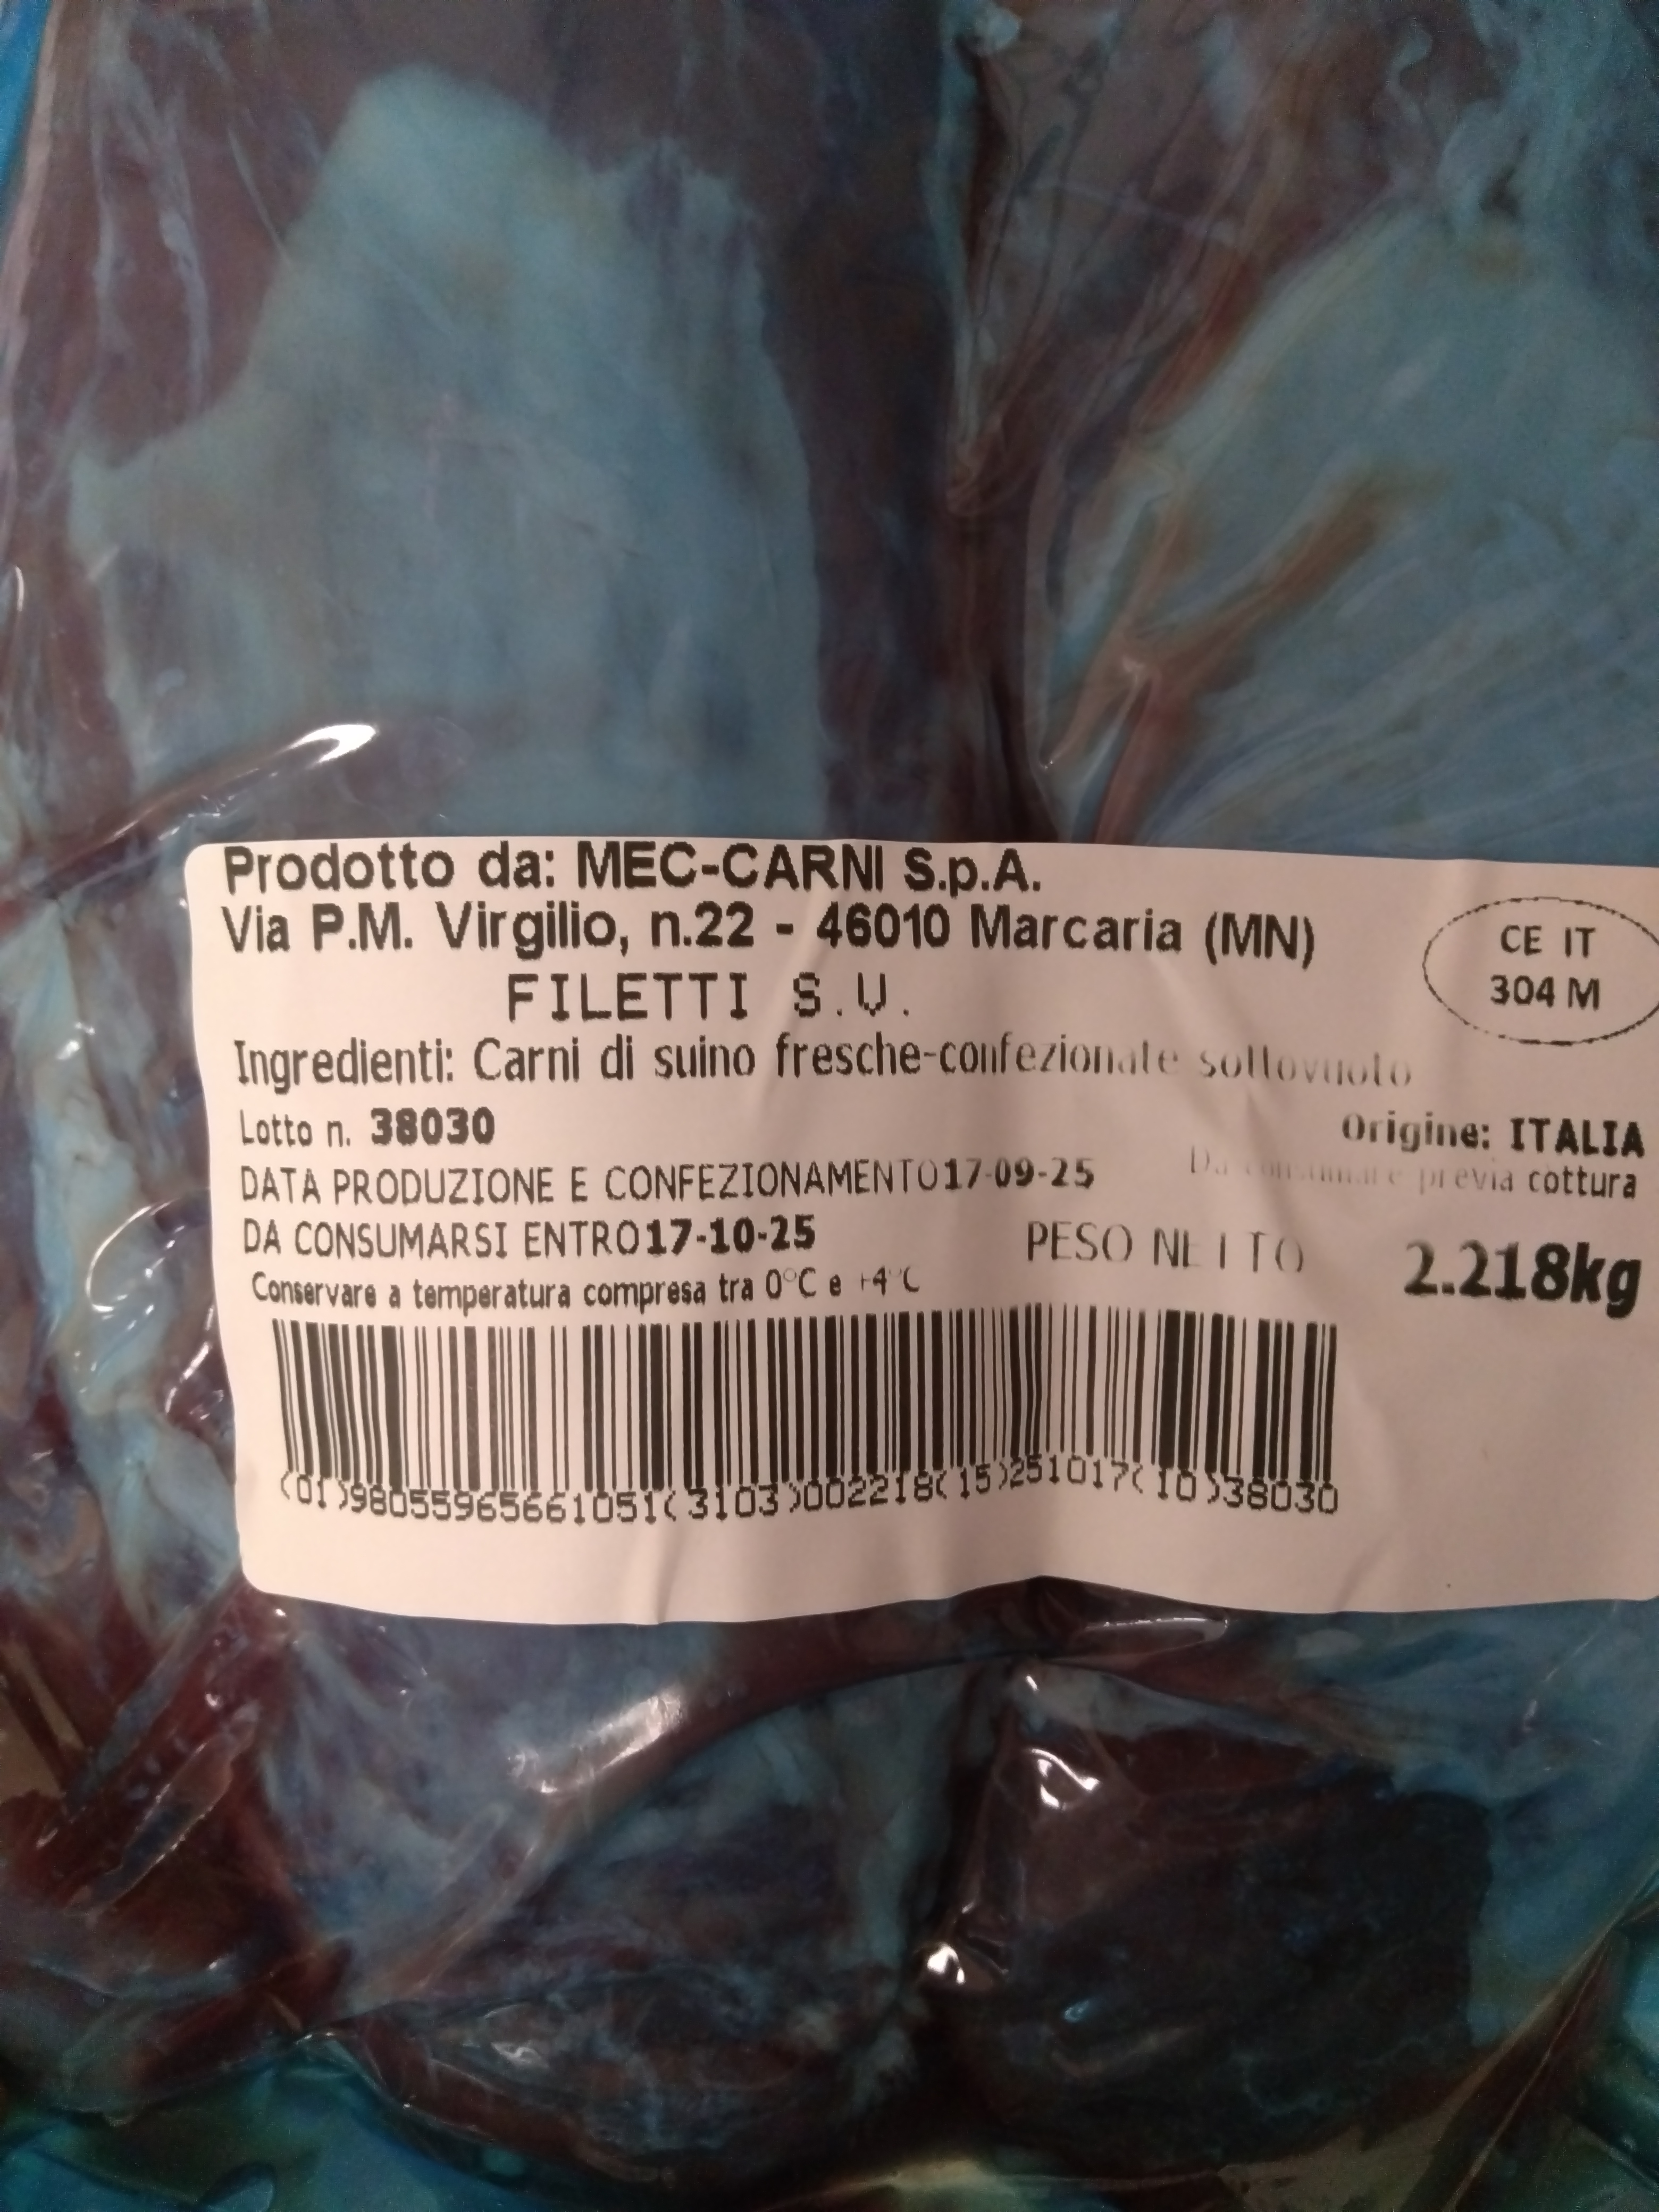 Prodotto da: MEC-CARNI S.p.A.
Via P.M. Virgilio, n.22 - 46010 Marcaria (MN)
CE IT
304 M
FILETTI S.V.
Ingredienti: Carni di suino fresche-confezionate sottovuoto
Lotto n. 38030
Origine: ITALIA
DATA PRODUZIONE E CONFEZIONAMENTO17-09-25
Da consumare previa cottura
DA CONSUMARSI ENTRO17-10-25
PESO NETTO 2.218kg
Conservare a temperatura compresa tra 0°C e +4°C
(01)98055965661051(3103)002218(15)251017(10)38030